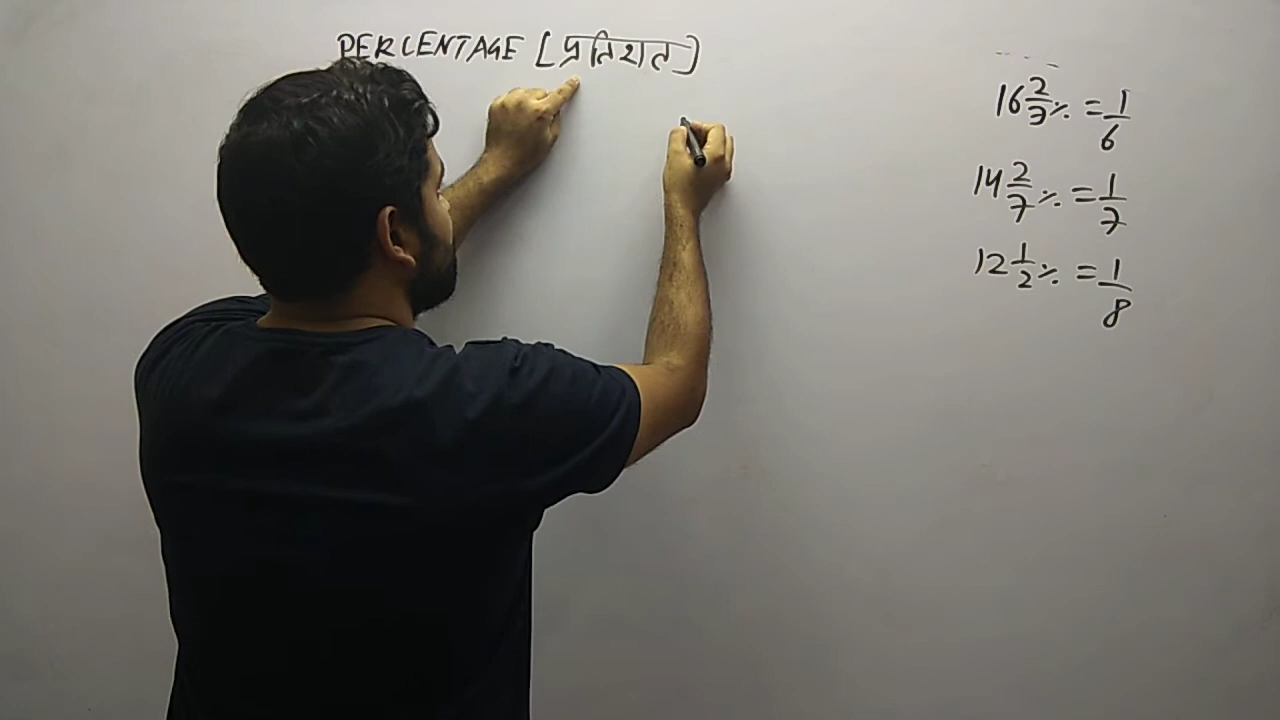 PERCENTAGE [प्रतिशत]
16 2/3 % = 1/6
14 2/7 % = 1/7
12 1/2 % = 1/8